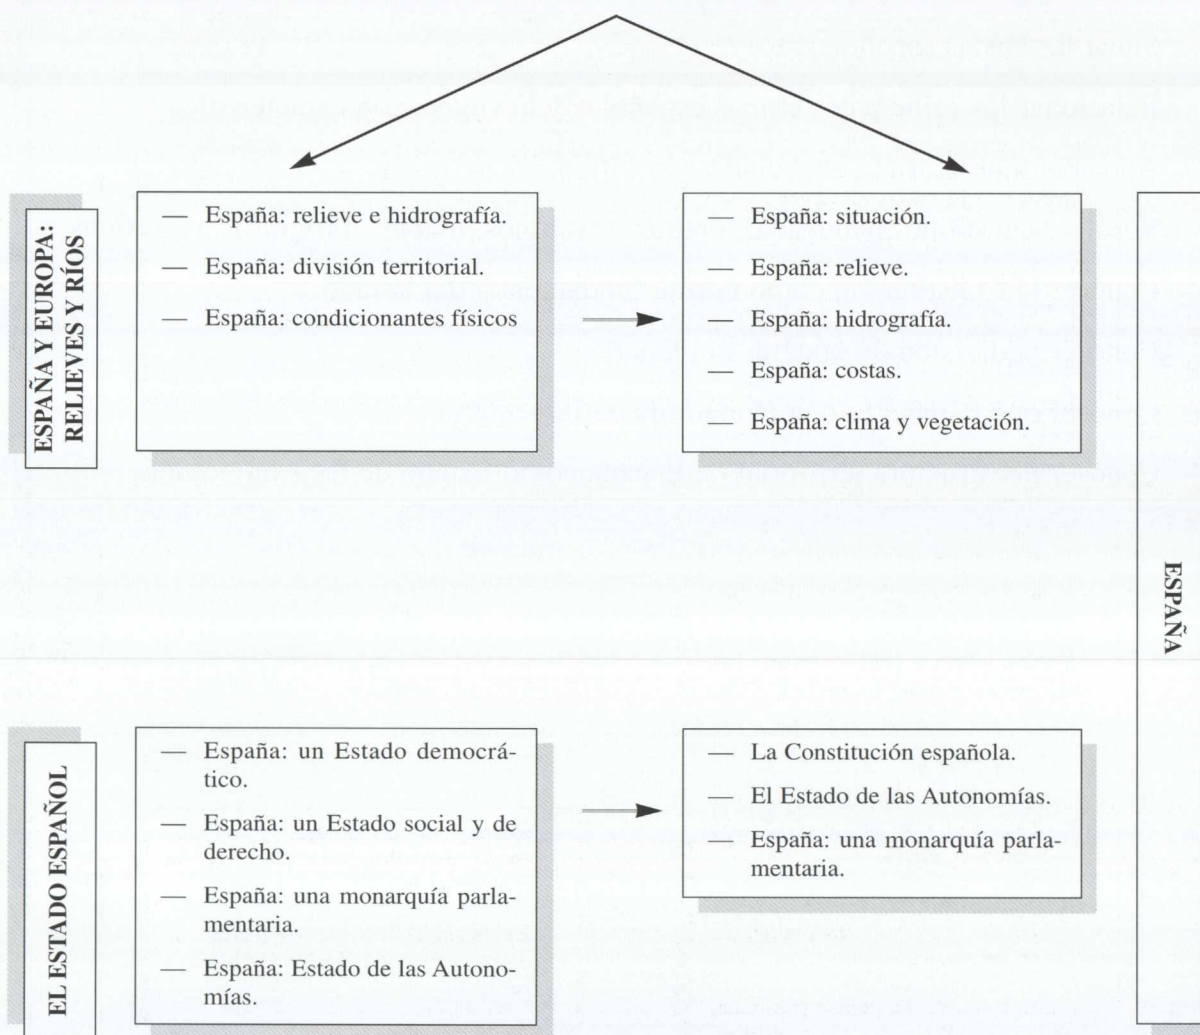 ESPAÑA Y EUROPA:
RELIEVES Y RÍOS
— España: relieve e hidrografía.
— España: división territorial.
— España: condicionantes físicos
— España: situación.
— España: relieve.
— España: hidrografía.
— España: costas.
— España: clima y vegetación.
ESPAÑA
EL ESTADO ESPAÑOL
— España: un Estado democrá-
tico.
— España: un Estado social y de
derecho.
— España: una monarquía parla-
mentaria.
— España: Estado de las Autono-
mías.
— La Constitución española.
— El Estado de las Autonomías.
— España: una monarquía parla-
mentaria.